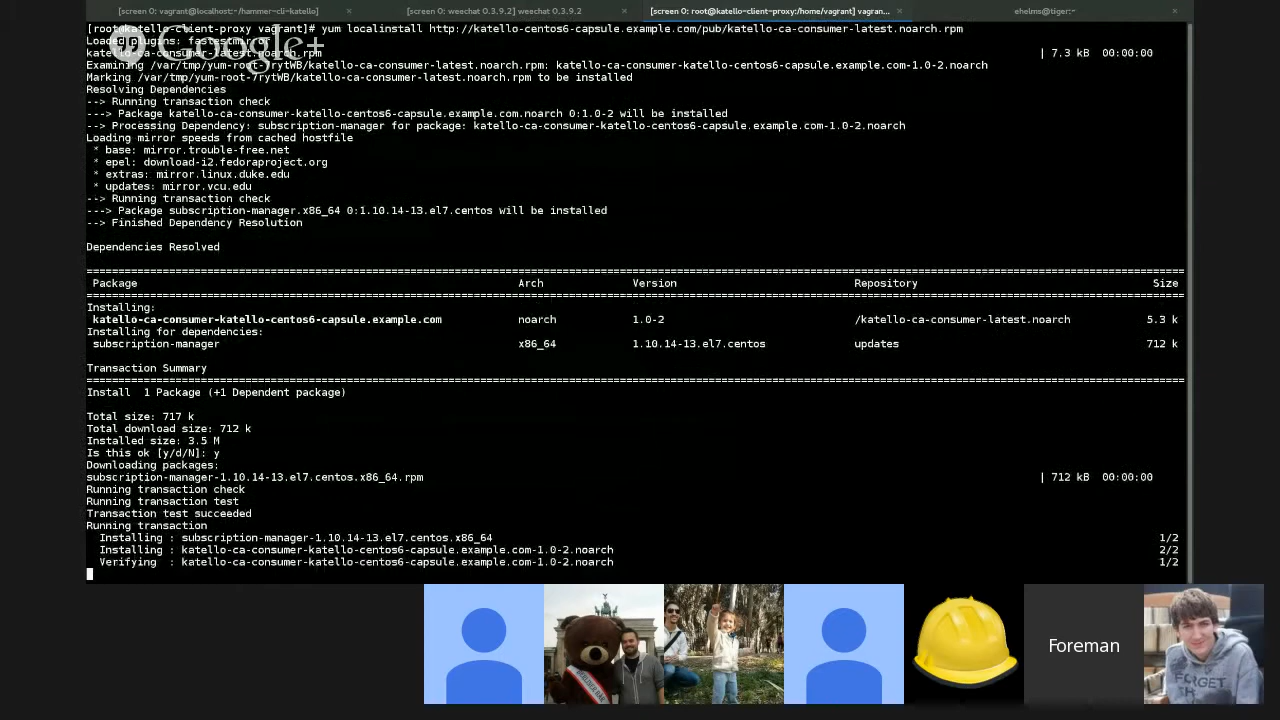 [screen 0: vagrant@localhost:~/hammer-cli-katello] × [screen 0: weechat 0.3.9.2] weechat 0.3.9.2 × [screen 0: root@katello-client-proxy:/home/vagrant] vagran... × ehelms@tiger:~ ×
[root@katello-client-proxy vagrant]# yum localinstall http://katello-centos6-capsule.example.com/pub/katello-ca-consumer-latest.noarch.rpm
Google+
Loaded plugins: fastestmirror
katello-ca-consumer-latest.noarch.rpm | 7.3 kB 00:00:00
Examining /var/tmp/yum-root-7rytWB/katello-ca-consumer-latest.noarch.rpm: katello-ca-consumer-katello-centos6-capsule.example.com-1.0-2.noarch
Marking /var/tmp/yum-root-7rytWB/katello-ca-consumer-latest.noarch.rpm to be installed
Resolving Dependencies
--> Running transaction check
---> Package katello-ca-consumer-katello-centos6-capsule.example.com.noarch 0:1.0-2 will be installed
--> Processing Dependency: subscription-manager for package: katello-ca-consumer-katello-centos6-capsule.example.com-1.0-2.noarch
Loading mirror speeds from cached hostfile
* base: mirror.trouble-free.net
* epel: download-i2.fedoraproject.org
* extras: mirror.linux.duke.edu
* updates: mirror.vcu.edu
--> Running transaction check
---> Package subscription-manager.x86_64 0:1.10.14-13.el7.centos will be installed
--> Finished Dependency Resolution
Dependencies Resolved
================================================================================
Package Arch Version Repository Size
================================================================================
Installing:
katello-ca-consumer-katello-centos6-capsule.example.com noarch 1.0-2 /katello-ca-consumer-latest.noarch 5.3 k
Installing for dependencies:
subscription-manager x86_64 1.10.14-13.el7.centos updates 712 k
Transaction Summary
================================================================================
Install 1 Package (+1 Dependent package)
Total size: 717 k
Total download size: 712 k
Installed size: 3.5 M
Is this ok [y/d/N]: y
Downloading packages:
subscription-manager-1.10.14-13.el7.centos.x86_64.rpm | 712 kB 00:00:00
Running transaction check
Running transaction test
Transaction test succeeded
Running transaction
Installing : subscription-manager-1.10.14-13.el7.centos.x86_64 1/2
Installing : katello-ca-consumer-katello-centos6-capsule.example.com-1.0-2.noarch 2/2
Verifying : katello-ca-consumer-katello-centos6-capsule.example.com-1.0-2.noarch 1/2
Foreman
FORGET